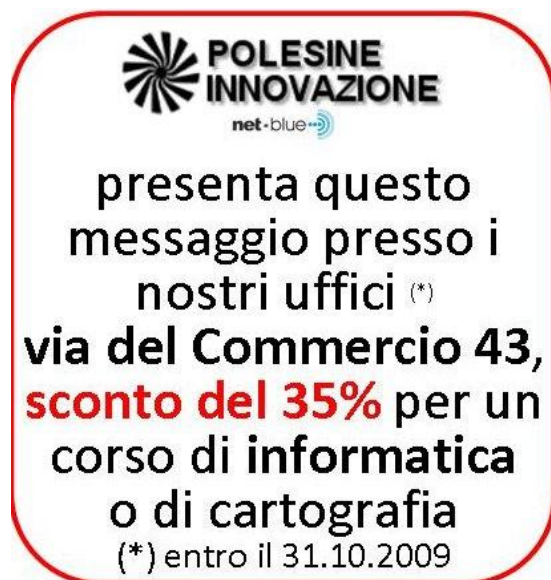 POLESINE
INNOVAZIONE
net·blue
presenta questo
messaggio presso i
nostri uffici (*)
via del Commercio 43,
sconto del 35% per un
corso di informatica
o di cartografia
(*) entro il 31.10.2009